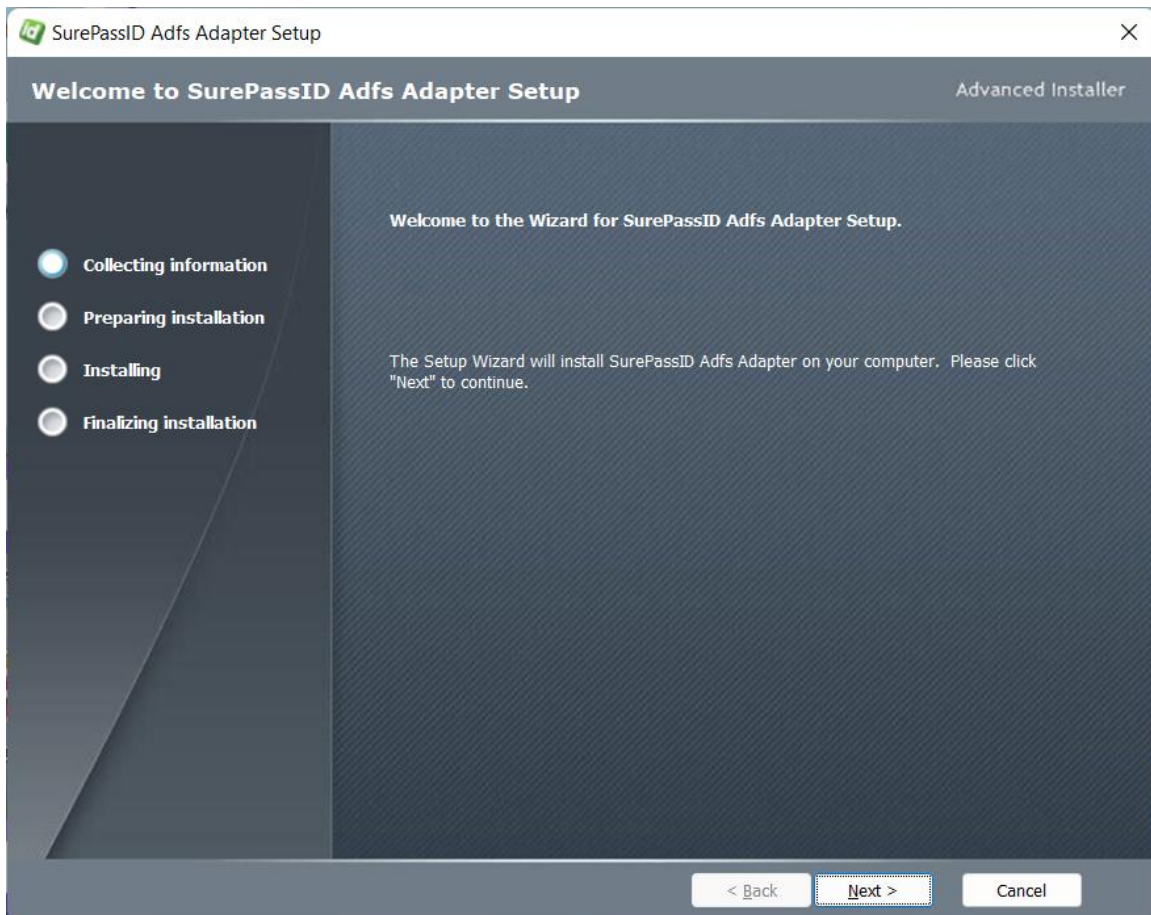 SurePassID Adfs Adapter Setup
Welcome to SurePassID Adfs Adapter Setup
Advanced Installer
Collecting information
Preparing installation
Installing
Finalizing installation
Welcome to the Wizard for SurePassID Adfs Adapter Setup.
The Setup Wizard will install SurePassID Adfs Adapter on your computer.  Please click
"Next" to continue.
< Back
Next >
Cancel